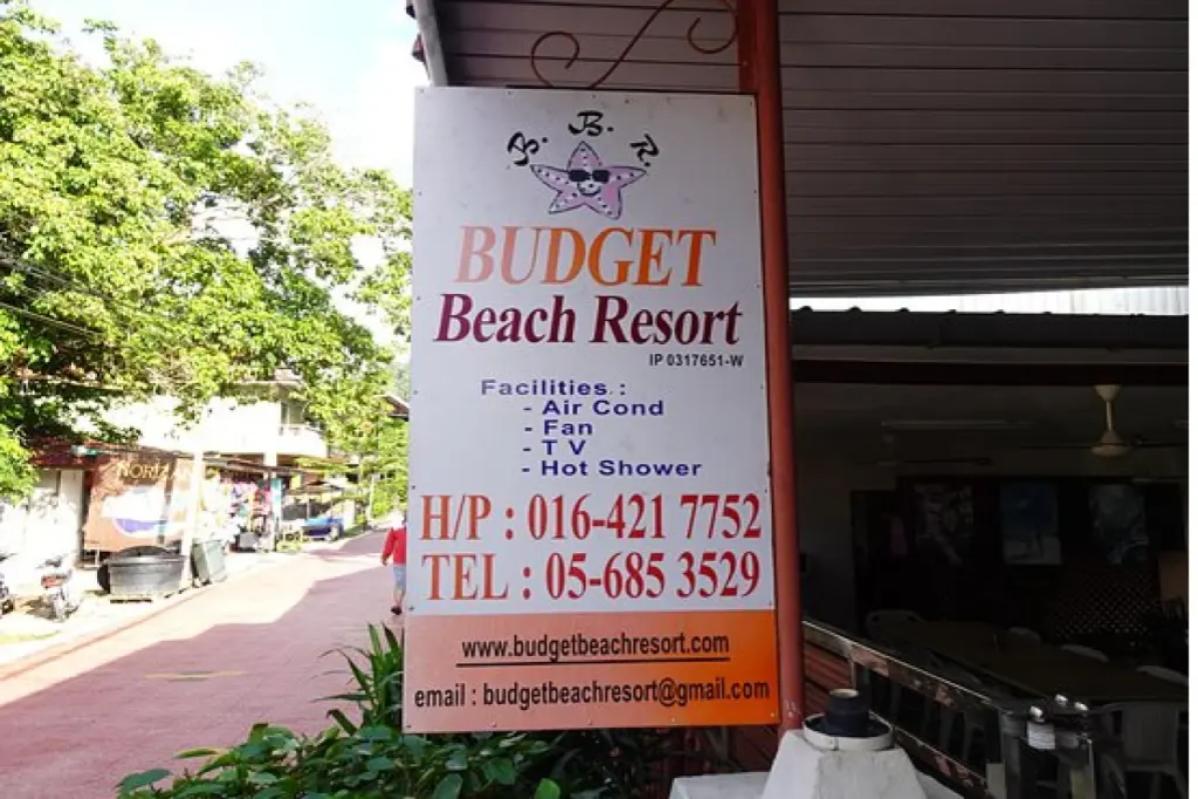 B. B. R.
BUDGET
Beach Resort
IP 0317651-W
Facilities :
- Air Cond
- Fan
- T V
- Hot Shower
H/P : 016-421 7752
TEL : 05-685 3529
www.budgetbeachresort.com
email : budgetbeachresort@gmail.com